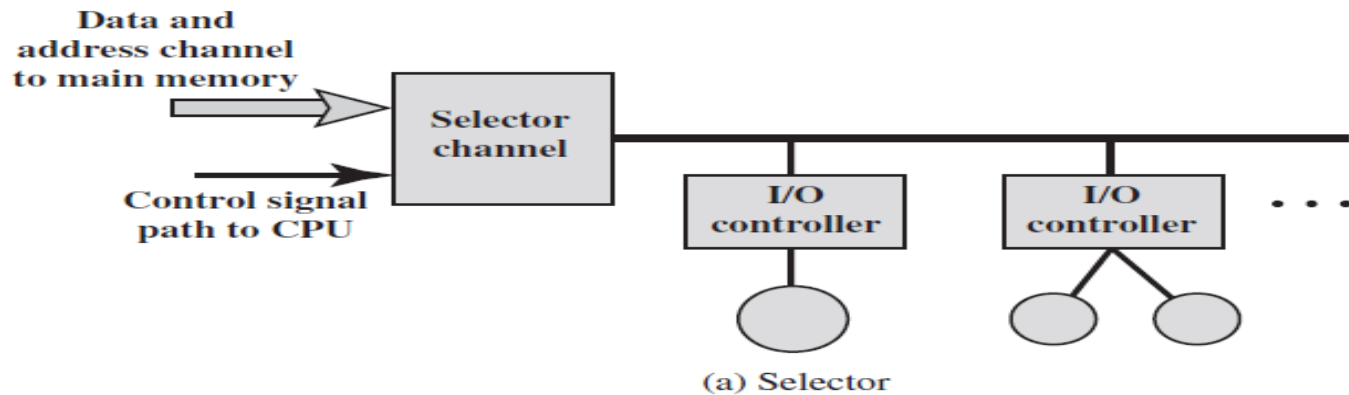 Data and
address channel
to main memory
Selector
channel
Control signal
path to CPU
I/O
controller
I/O
controller
. . .
(a) Selector